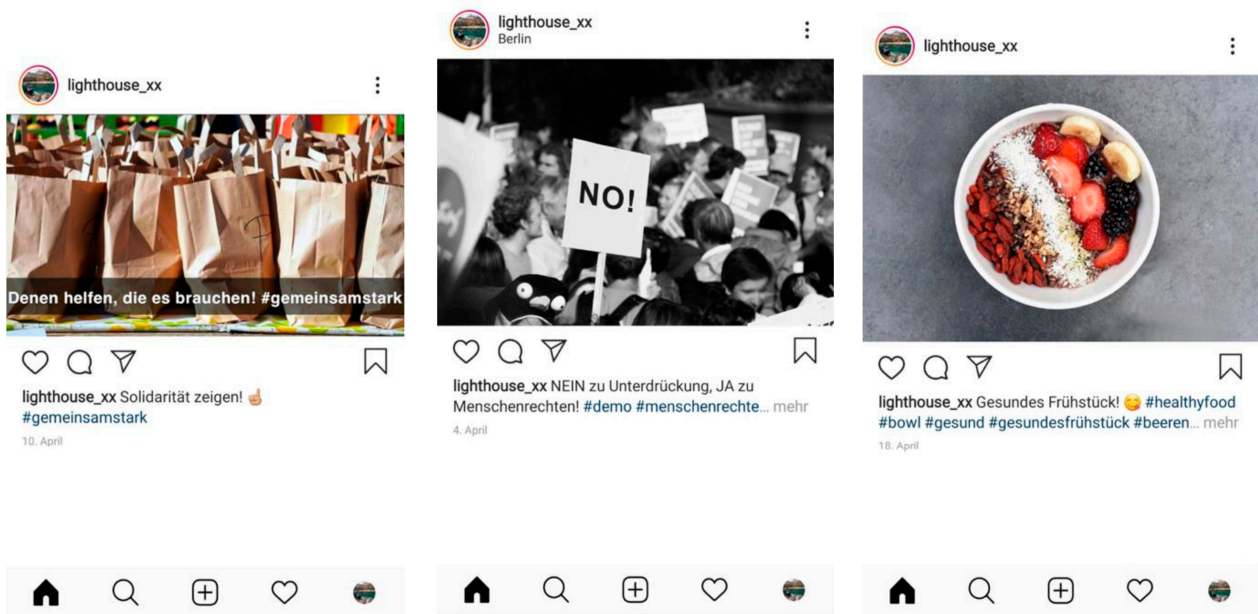 lighthouse_xx
Denen helfen, die es brauchen! #gemeinsamstark
lighthouse_xx Solidarität zeigen! ☝🏼
#gemeinsamstark
10. April
lighthouse_xx
Berlin
NO!
lighthouse_xx NEIN zu Unterdrückung, JA zu
Menschenrechten! #demo #menschenrechte... mehr
4. April
lighthouse_xx
lighthouse_xx Gesundes Frühstück! 😋 #healthyfood
#bowl #gesund #gesundesfrühstück #beeren... mehr
18. April